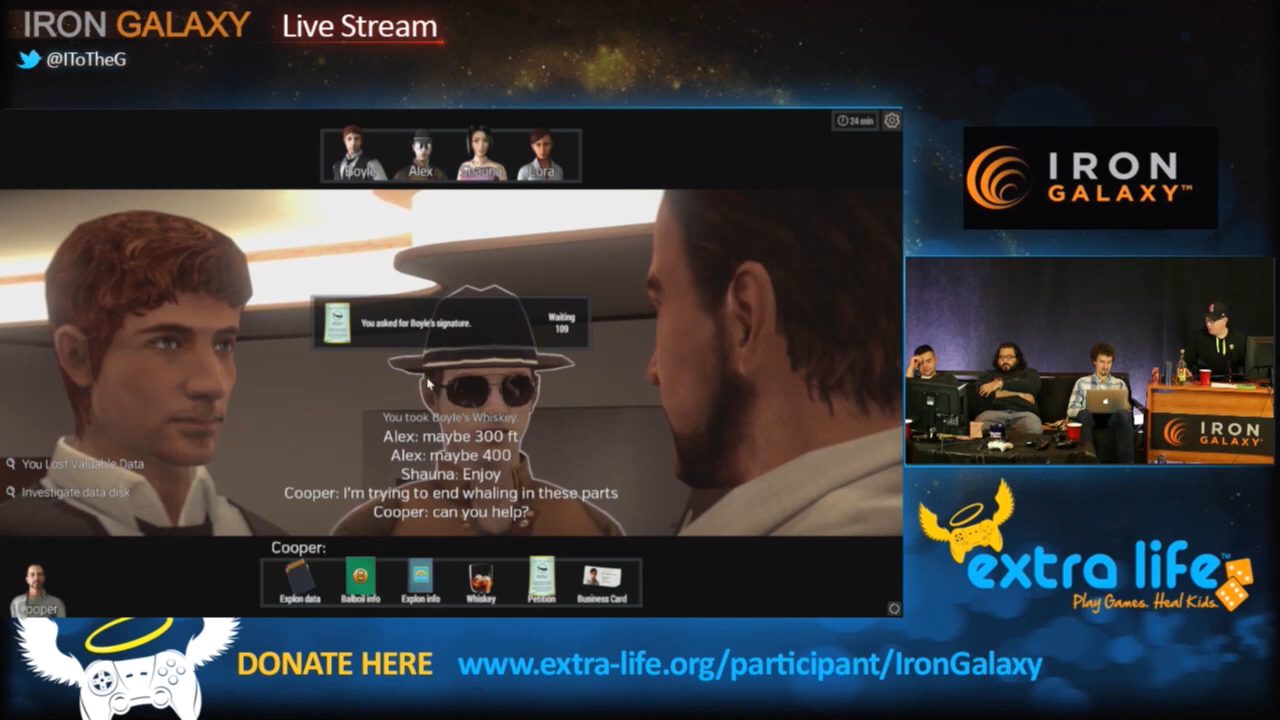 IRON GALAXY Live Stream
@IToTheG
24 min
Boyle Alex Shauna Lora
You asked for Boyle's signature.
Waiting
109
You took Boyle's Whiskey
Alex: maybe 300 ft
Alex: maybe 400
Shauna: Enjoy
Cooper: I'm trying to end whaling in these parts
Cooper: can you help?
You Lost Valuable Data
Investigate data disk
Cooper:
Explon data Balboil info Explon info Whiskey Petition Business Card
Cooper
IRON
GALAXY™
IRON
GALAXY
extra life™
Play Games. Heal Kids.
DONATE HERE www.extra-life.org/participant/IronGalaxy